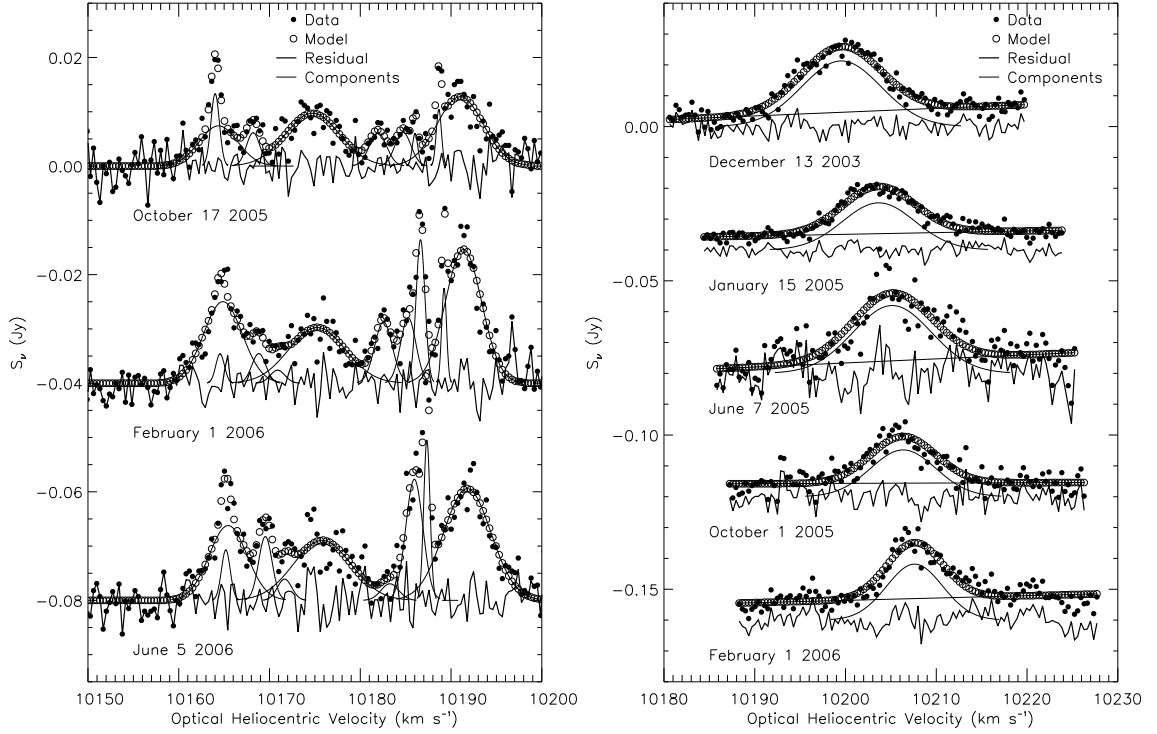 Data
Model
Residual
Components
0.02
0.00
−0.02
−0.04
−0.06
−0.08
S𝜈 (Jy)
October 17 2005
February 1 2006
June 5 2006
10150 10160 10170 10180 10190 10200
Optical Heliocentric Velocity (km s⁻¹)
Data
Model
Residual
Components
0.00
−0.05
−0.10
−0.15
S𝜈 (Jy)
December 13 2003
January 15 2005
June 7 2005
October 1 2005
February 1 2006
10180 10190 10200 10210 10220 10230
Optical Heliocentric Velocity (km s⁻¹)